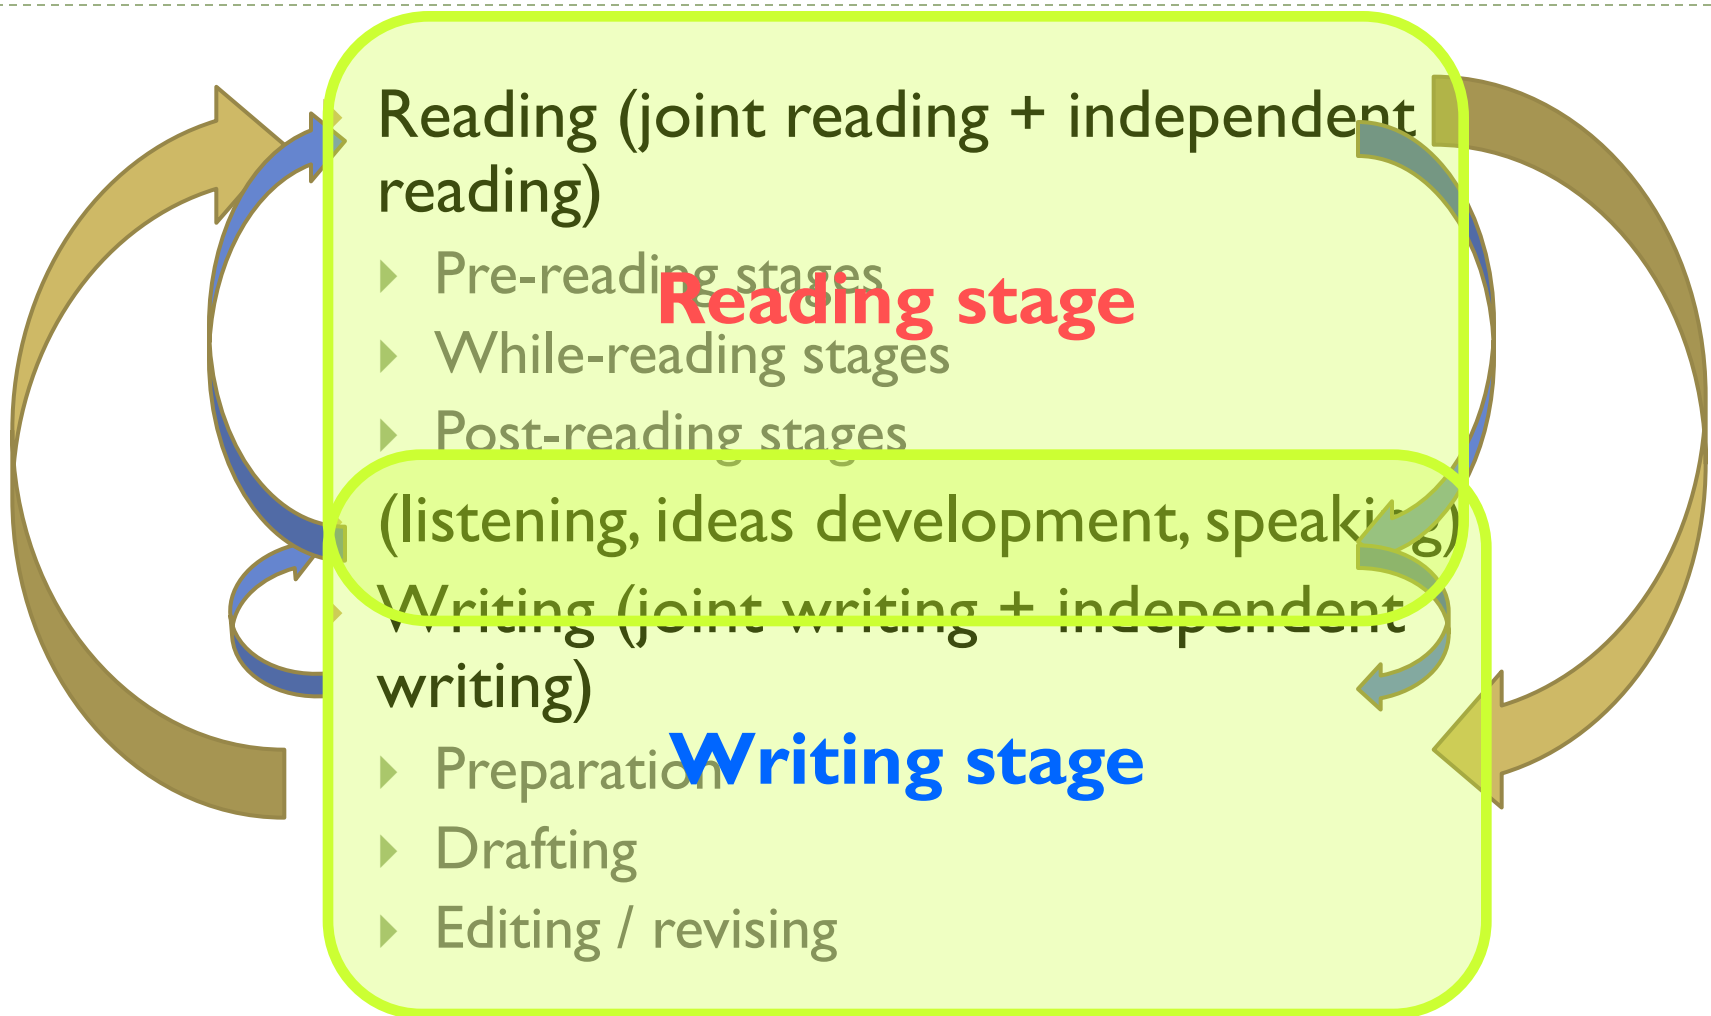 Reading (joint reading + independent
reading)
Pre-reading stages
Reading stage
While-reading stages
Post-reading stages
(listening, ideas development, speaking)
Writing (joint writing + independent
writing)
Preparation
Writing stage
Drafting
Editing / revising